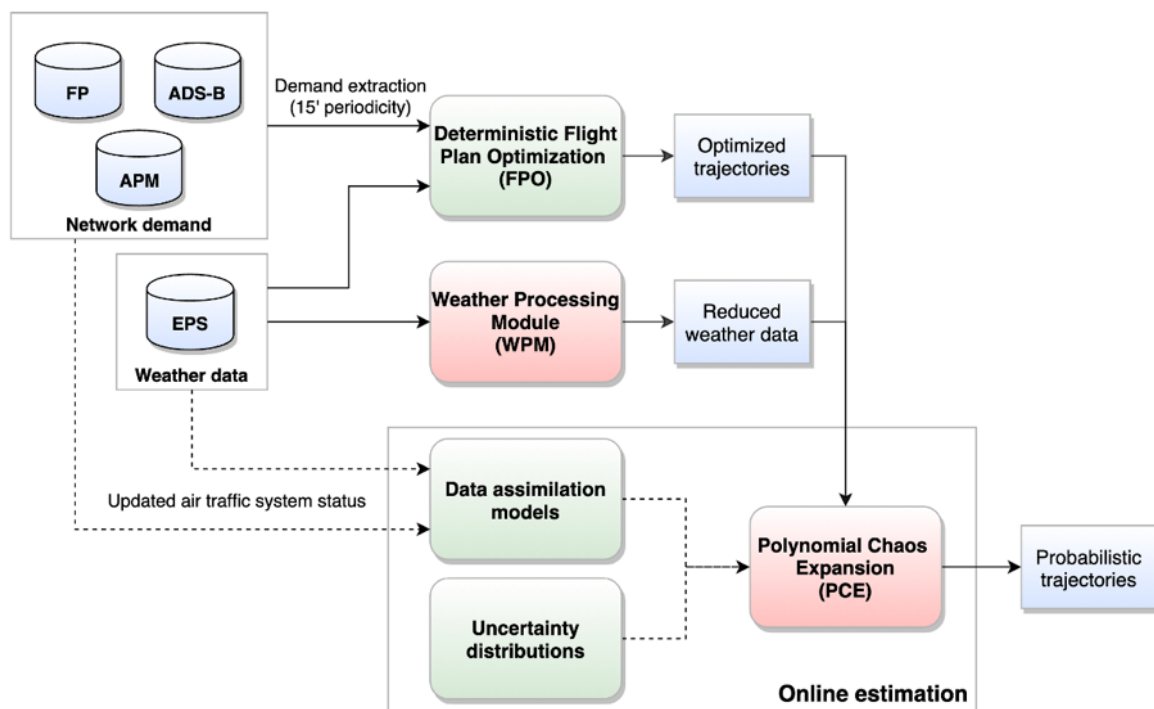 FP
ADS-B
APM
Network demand
Demand extraction
(15' periodicity)
Deterministic Flight
Plan Optimization
(FPO)
Optimized
trajectories
EPS
Weather data
Weather Processing
Module
(WPM)
Reduced
weather data
Updated air traffic system status
Data assimilation
models
Uncertainty
distributions
Polynomial Chaos
Expansion
(PCE)
Probabilistic
trajectories
Online estimation